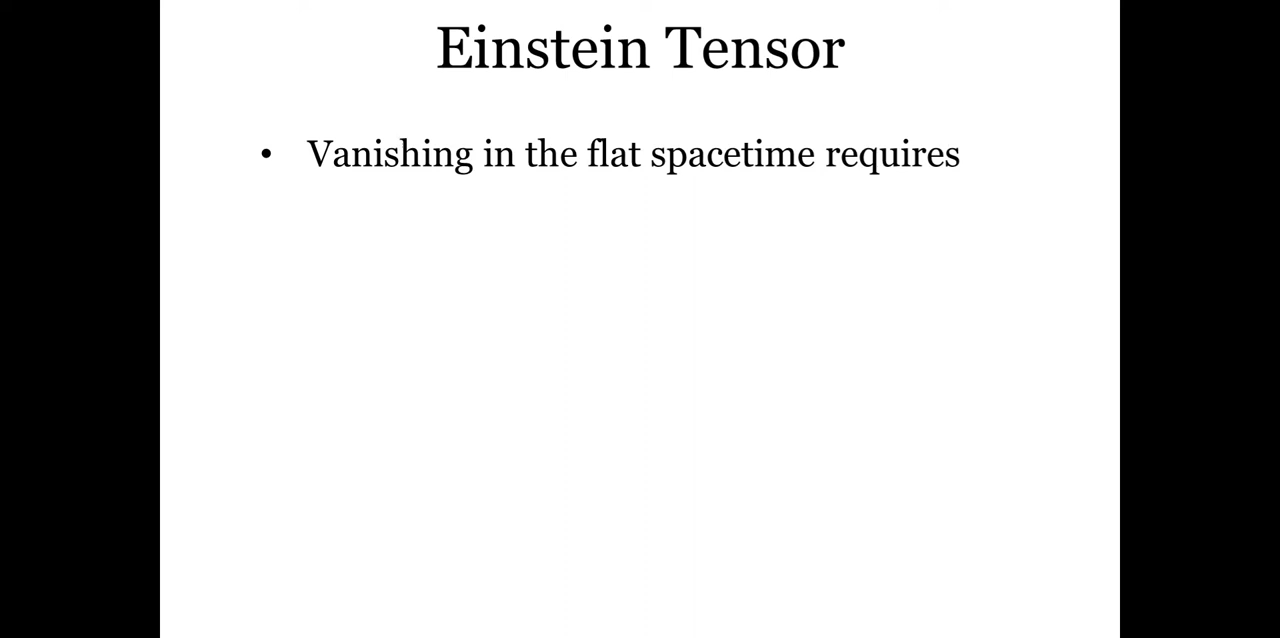 Einstein Tensor
• Vanishing in the flat spacetime requires